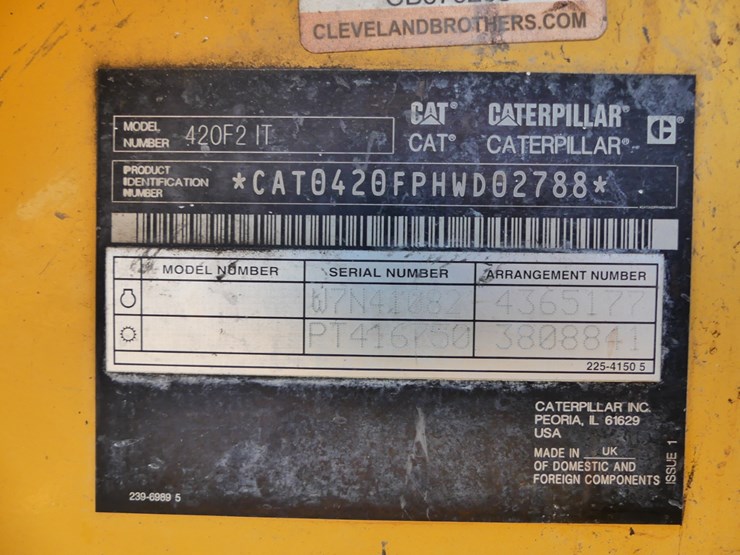 CLEVELANDBROTHERS.COM
CAT® CATERPILLAR®
MODEL NUMBER 420F2 IT
CAT® CATERPILLAR®
PRODUCT IDENTIFICATION NUMBER *CAT0420FPHWD02788*
MODEL NUMBER SERIAL NUMBER ARRANGEMENT NUMBER
4365177
3808841
225-4150 5
CATERPILLAR INC.
PEORIA, IL 61629
USA
MADE IN UK
OF DOMESTIC AND
FOREIGN COMPONENTS
ISSUE 1
239-6989 5